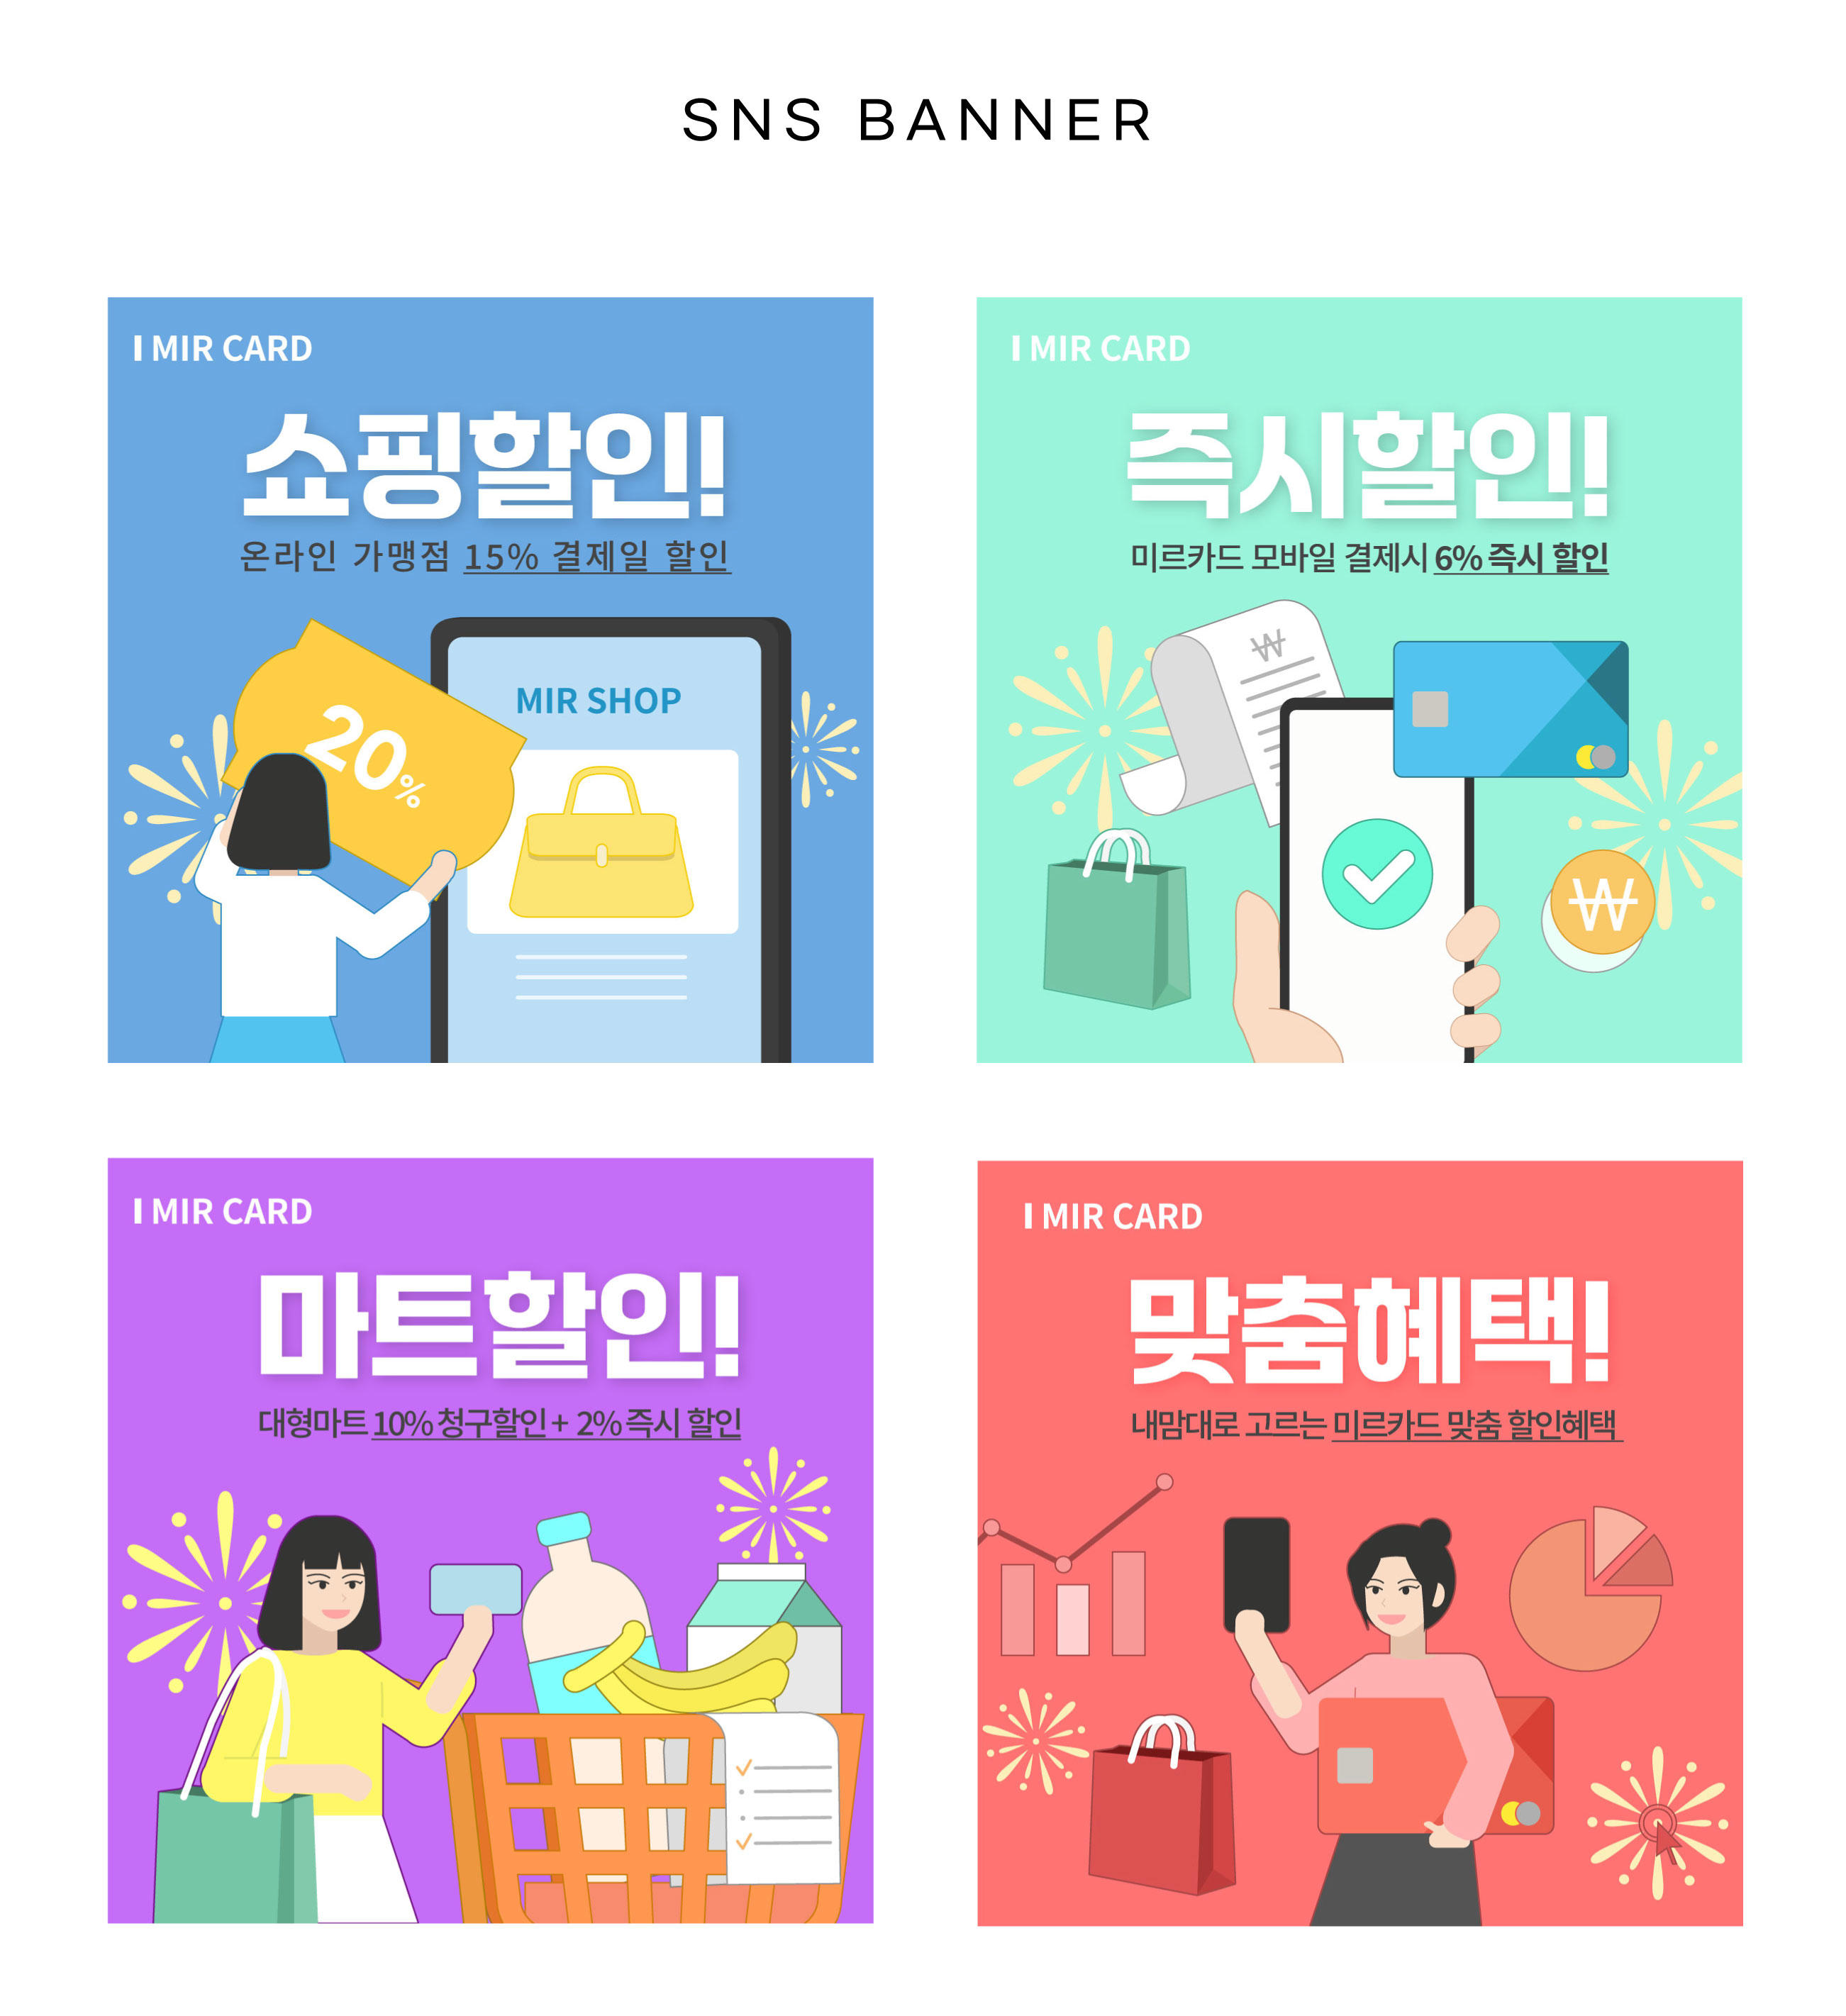 SNS BANNER
I MIR CARD
쇼핑할인!
온라인 가맹점 15% 결제일 할인
20%
MIR SHOP
I MIR CARD
즉시할인!
미르카드 모바일 결제시 6% 즉시 할인
₩
₩
I MIR CARD
마트할인!
대형마트 10% 청구할인 + 2% 즉시 할인
I MIR CARD
맞춤혜택!
내맘대로 고르는 미르카드 맞춤 할인혜택